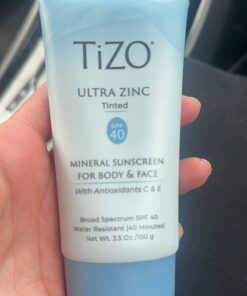 TiZO®
ULTRA ZINC
Tinted
SPF
40
MINERAL SUNSCREEN
FOR BODY & FACE
With Antioxidants C & E
Broad Spectrum SPF 40
Water Resistant (40 Minutes)
Net Wt. 3.5 Oz./100 g